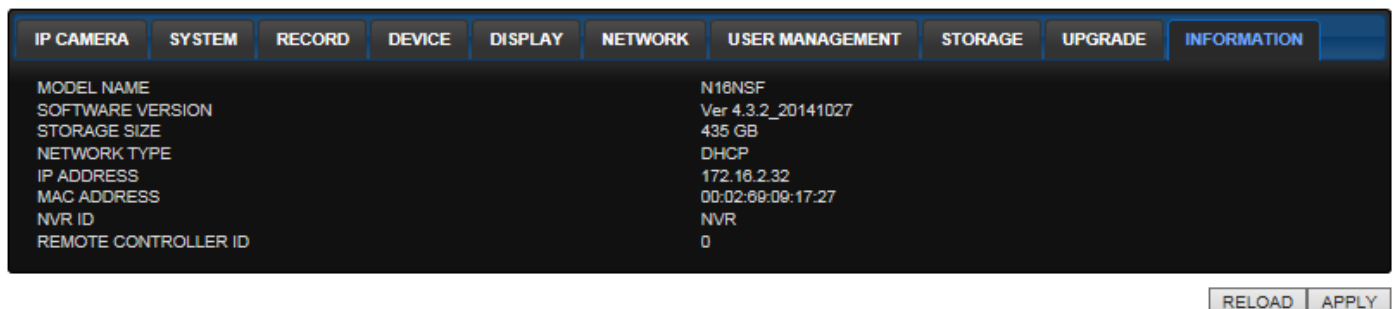 IP CAMERA SYSTEM RECORD DEVICE DISPLAY NETWORK USER MANAGEMENT STORAGE UPGRADE INFORMATION
MODEL NAME N16NSF
SOFTWARE VERSION Ver 4.3.2_20141027
STORAGE SIZE 435 GB
NETWORK TYPE DHCP
IP ADDRESS 172.16.2.32
MAC ADDRESS 00:02:69:09:17:27
NVR ID NVR
REMOTE CONTROLLER ID 0
RELOAD APPLY